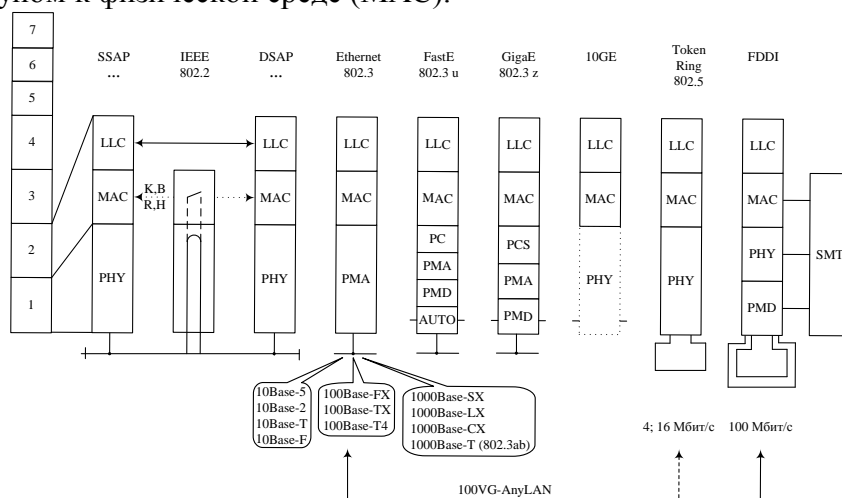 к физической среде (MAC).
7
6
5
4
3
2
1
SSAP
...
IEEE
802.2
DSAP
...
Ethernet
802.3
FastE
802.3 u
GigaE
802.3 z
10GE
Token
Ring
802.5
FDDI
LLC
LLC
LLC
LLC
LLC
LLC
LLC
LLC
MAC
K,B
R,H
MAC
MAC
MAC
MAC
MAC
MAC
MAC
PHY
PHY
PMA
PC
PMA
PMD
AUTO
PCS
PMA
PMD
PHY
PHY
PHY
PMD
SMT
10Base-5
10Base-2
10Base-T
10Base-F
100Base-FX
100Base-TX
100Base-T4
1000Base-SX
1000Base-LX
1000Base-CX
1000Base-T (802.3ab)
4; 16 Мбит/с
100 Мбит/с
100VG-AnyLAN